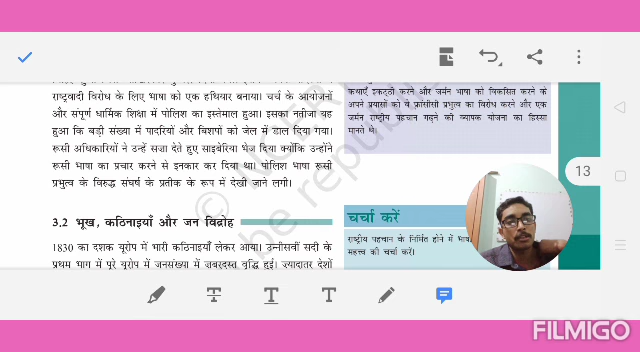 राष्ट्रवादी विरोध के लिए भाषा को एक हथियार बनाया। चर्च के आयोजनों
और संपूर्ण धार्मिक शिक्षा में पोलिश का इस्तेमाल हुआ। इसका नतीजा यह
हुआ कि बड़ी संख्या में पादरियों और बिशपों को जेल में डाल दिया गया।
रूसी अधिकारियों ने उन्हें सज़ा देते हुए साइबेरिया भेज दिया क्योंकि उन्होंने
रूसी भाषा का प्रचार करने से इनकार कर दिया था। पोलिश भाषा रूसी
प्रभुत्व के विरुद्ध संघर्ष के प्रतीक के रूप में देखी जाने लगी।
3.2 भूख, कठिनाइयाँ और जन विद्रोह
1830 का दशक यूरोप में भारी कठिनाइयाँ लेकर आया। उन्नीसवीं सदी के
प्रथम भाग में पूरे यूरोप में जनसंख्या में ज़बरदस्त वृद्धि हुई। ज़्यादातर देशों
कथाएँ इकट्ठी करने और जर्मन भाषा को विकसित करने के
अपने प्रयासों को ये फ़्रांसीसी प्रभुत्व का विरोध करने और एक
जर्मन राष्ट्रीय पहचान गढ़ने की व्यापक योजना का हिस्सा
मानते थे।
चर्चा करें
राष्ट्रीय पहचान के निर्मित होने में भाषा
महत्त्व की चर्चा करें।
13
be republi
T T T
FILMIGO